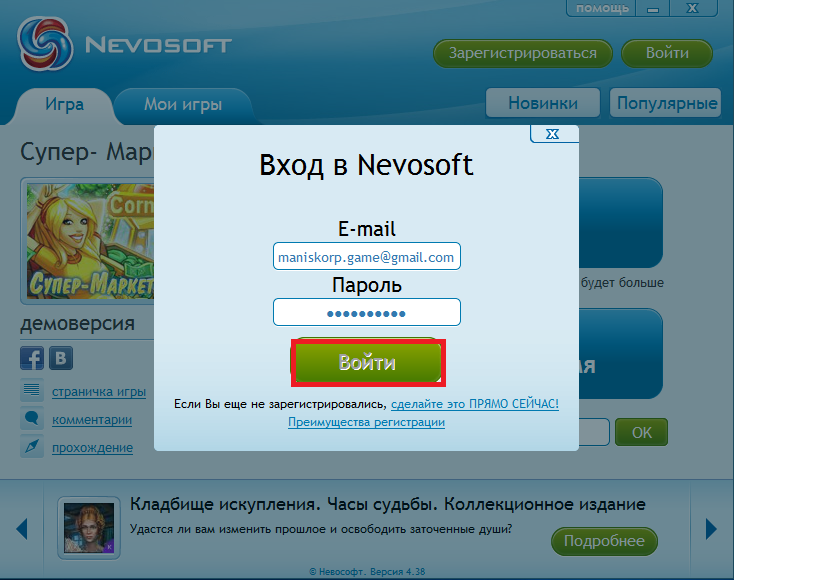 помощь
NEVOSOFT
Зарегистрироваться
Войти
Игра
Мои игры
Новинки
Популярные
Супер- Мар
Вход в Nevosoft
E-mail
maniskorp.game@gmail.com
Пароль
••••••••••
Войти
Если Вы еще не зарегистрировались, сделайте это ПРЯМО СЕЙЧАС!
Преимущества регистрации
Corn
Супер-Маркет
будет больше
демоверсия
я
страничка игры
комментарии
прохождение
OK
Кладбище искупления. Часы судьбы. Коллекционное издание
Удастся ли вам изменить прошлое и освободить заточенные души?
Подробнее
© Невософт. Версия 4.38